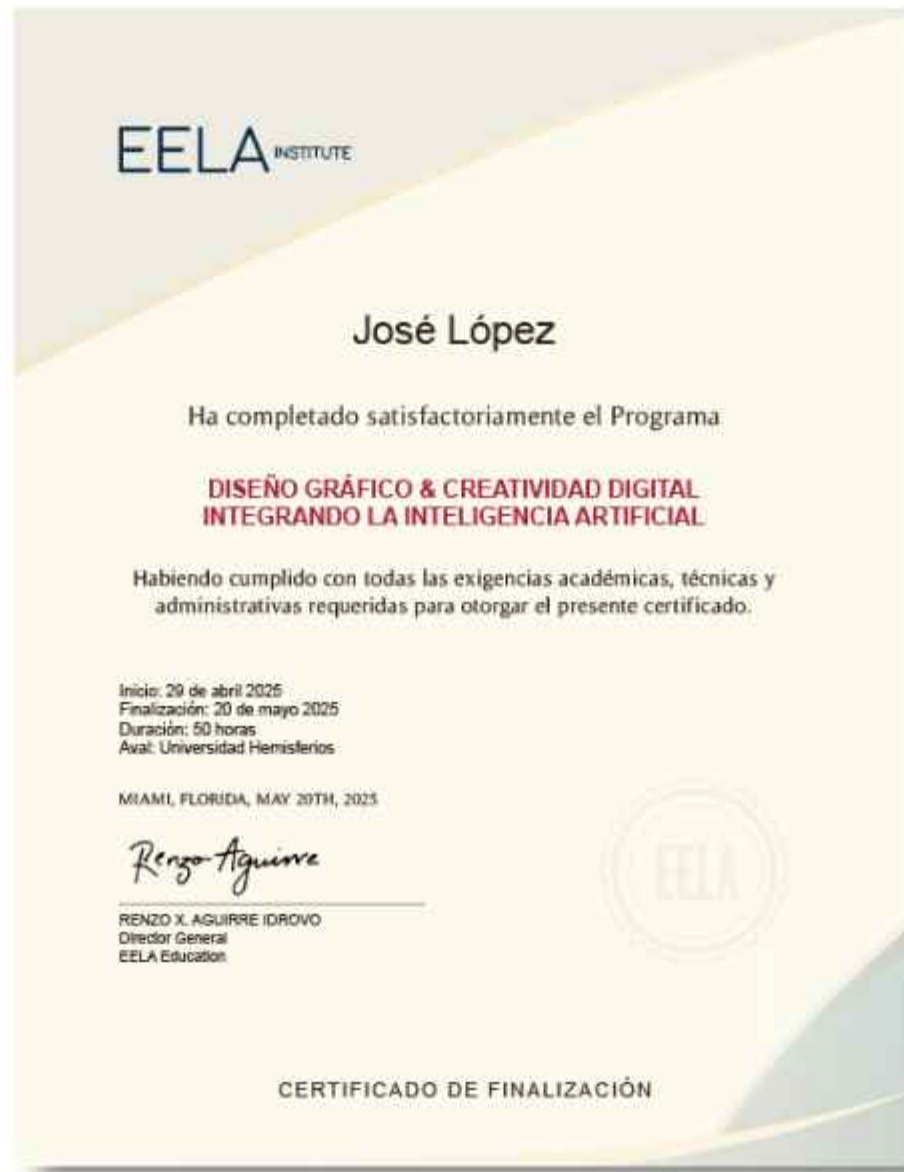 EELA INSTITUTE
José López
Ha completado satisfactoriamente el Programa
DISEÑO GRÁFICO & CREATIVIDAD DIGITAL
INTEGRANDO LA INTELIGENCIA ARTIFICIAL
Habiendo cumplido con todas las exigencias académicas, técnicas y
administrativas requeridas para otorgar el presente certificado.
Inicio: 29 de abril 2025
Finalización: 20 de mayo 2025
Duración: 50 horas
Aval: Universidad Hemisferios
MIAMI, FLORIDA, MAY 20TH, 2025
Renzo Aguirre
RENZO X. AGUIRRE IDROVO
Director General
EELA Education
EELA
CERTIFICADO DE FINALIZACIÓN